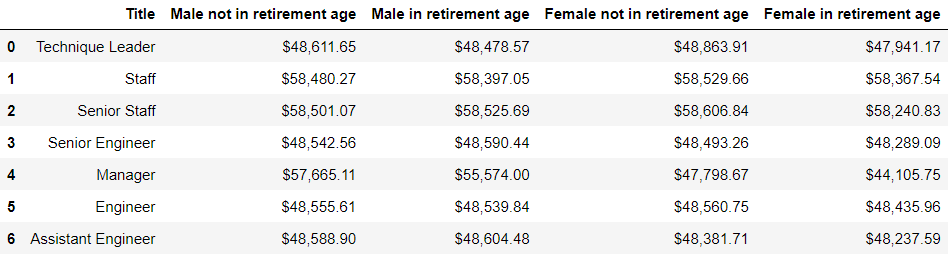 Title Male not in retirement age Male in retirement age Female not in retirement age Female in retirement age
0 Technique Leader $48,611.65 $48,478.57 $48,863.91 $47,941.17
1 Staff $58,480.27 $58,397.05 $58,529.66 $58,367.54
2 Senior Staff $58,501.07 $58,525.69 $58,606.84 $58,240.83
3 Senior Engineer $48,542.56 $48,590.44 $48,493.26 $48,289.09
4 Manager $57,665.11 $55,574.00 $47,798.67 $44,105.75
5 Engineer $48,555.61 $48,539.84 $48,560.75 $48,435.96
6 Assistant Engineer $48,588.90 $48,604.48 $48,381.71 $48,237.59